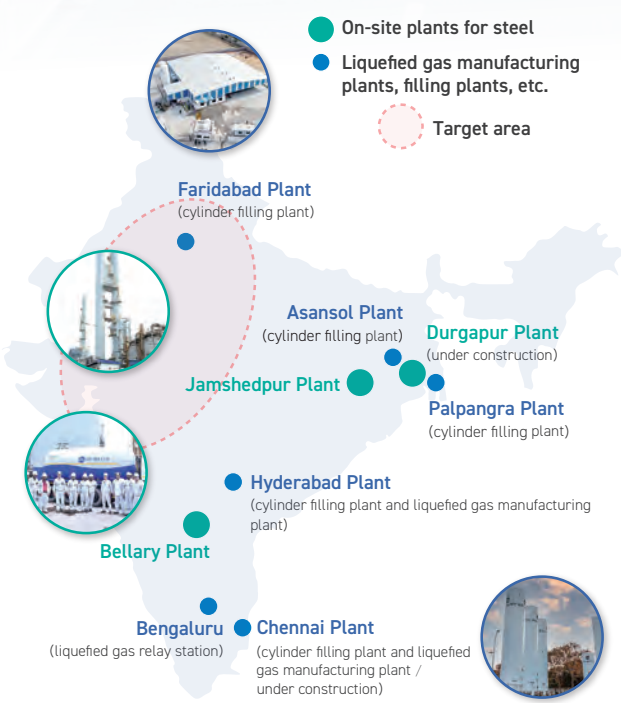 On-site plants for steel
Liquefied gas manufacturing
plants, filling plants, etc.
Target area
Faridabad Plant
(cylinder filling plant)
Asansol Plant
(cylinder filling plant)
Durgapur Plant
(under construction)
Jamshedpur Plant
Palpangra Plant
(cylinder filling plant)
Hyderabad Plant
(cylinder filling plant and liquefied gas manufacturing
plant)
Bellary Plant
Bengaluru
(liquefied gas relay station)
Chennai Plant
(cylinder filling plant and liquefied
gas manufacturing plant /
under construction)